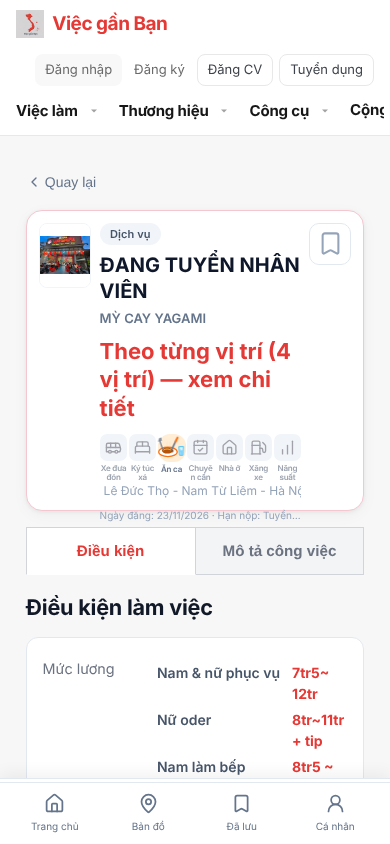 Việc gần Bạn
Đăng nhập
Đăng ký
Đăng CV
Tuyển dụng
Việc làm
Thương hiệu
Công cụ
Cộng
Quay lại
Dịch vụ
ĐANG TUYỂN NHÂN
VIÊN
MỲ CAY YAGAMI
Theo từng vị trí (4
vị trí) — xem chi
tiết
Xe đưa
đón
Ký túc
xá
Ăn ca
Chuyê
n cần
Nhà ở
Xăng
xe
Năng
suất
Lê Đức Thọ - Nam Từ Liêm - Hà Nộ
Ngày đăng: 23/11/2026 · Hạn nộp: Tuyển...
Điều kiện
Mô tả công việc
Điều kiện làm việc
Mức lương
Nam & nữ phục vụ
7tr5~
12tr
Nữ oder
8tr~11tr
+ tip
Nam làm bếp
8tr5 ~
Trang chủ
Bản đồ
Đã lưu
Cá nhân